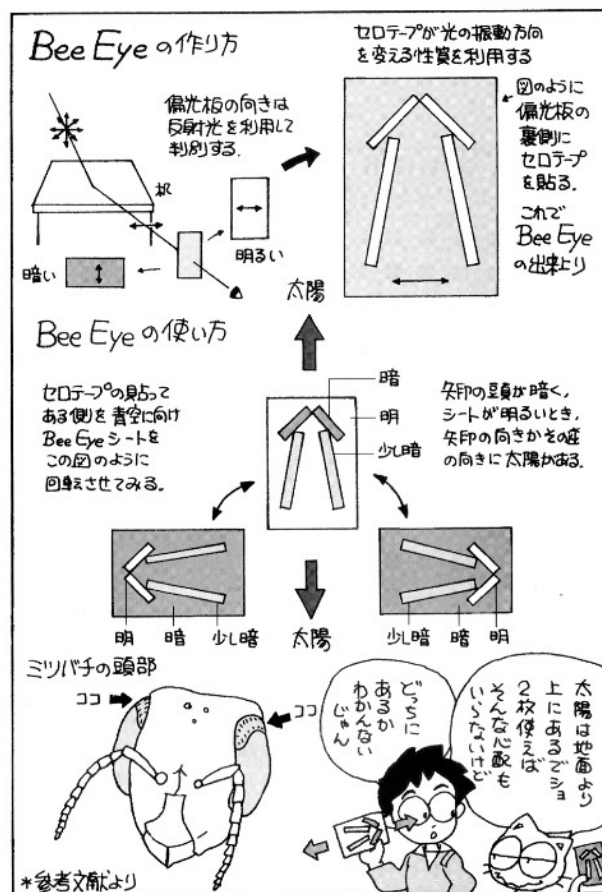 Bee Eye の作り方
偏光板の向きは
反射光を利用して
判別する.
机
明るい
暗い
セロテープが光の振動方向
を変える性質を利用する
図のように
偏光板の
裏側に
セロテープ
を貼る.
これで
Bee Eye
の出来上り
Bee Eye の使い方
太陽
セロテープの貼って
ある側を青空に向け
Bee Eye シートを
この図のように
回転させてみる.
暗
明
少し暗
矢印の頭が暗く,
シートが明るいとき,
矢印の向きかその逆
の向きに太陽がある.
明
暗
少し暗
太陽
少し暗
暗
明
ミツバチの頭部
ココ
ココ
太陽は地面より
上にあるでショ
2枚使えば
そんな心配も
いらないけど
どっちに
あるか
わかんない
じゃん
*参考文献より